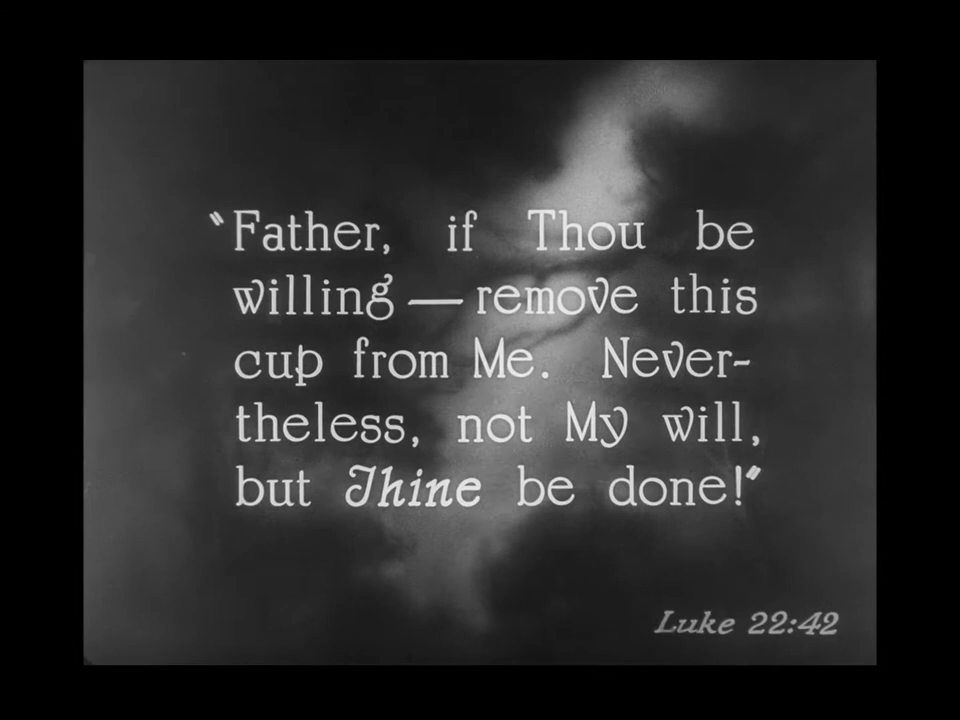 "Father, if Thou be
willing — remove this
cup from Me. Never-
theless, not My will,
but Thine be done!"
Luke 22:42